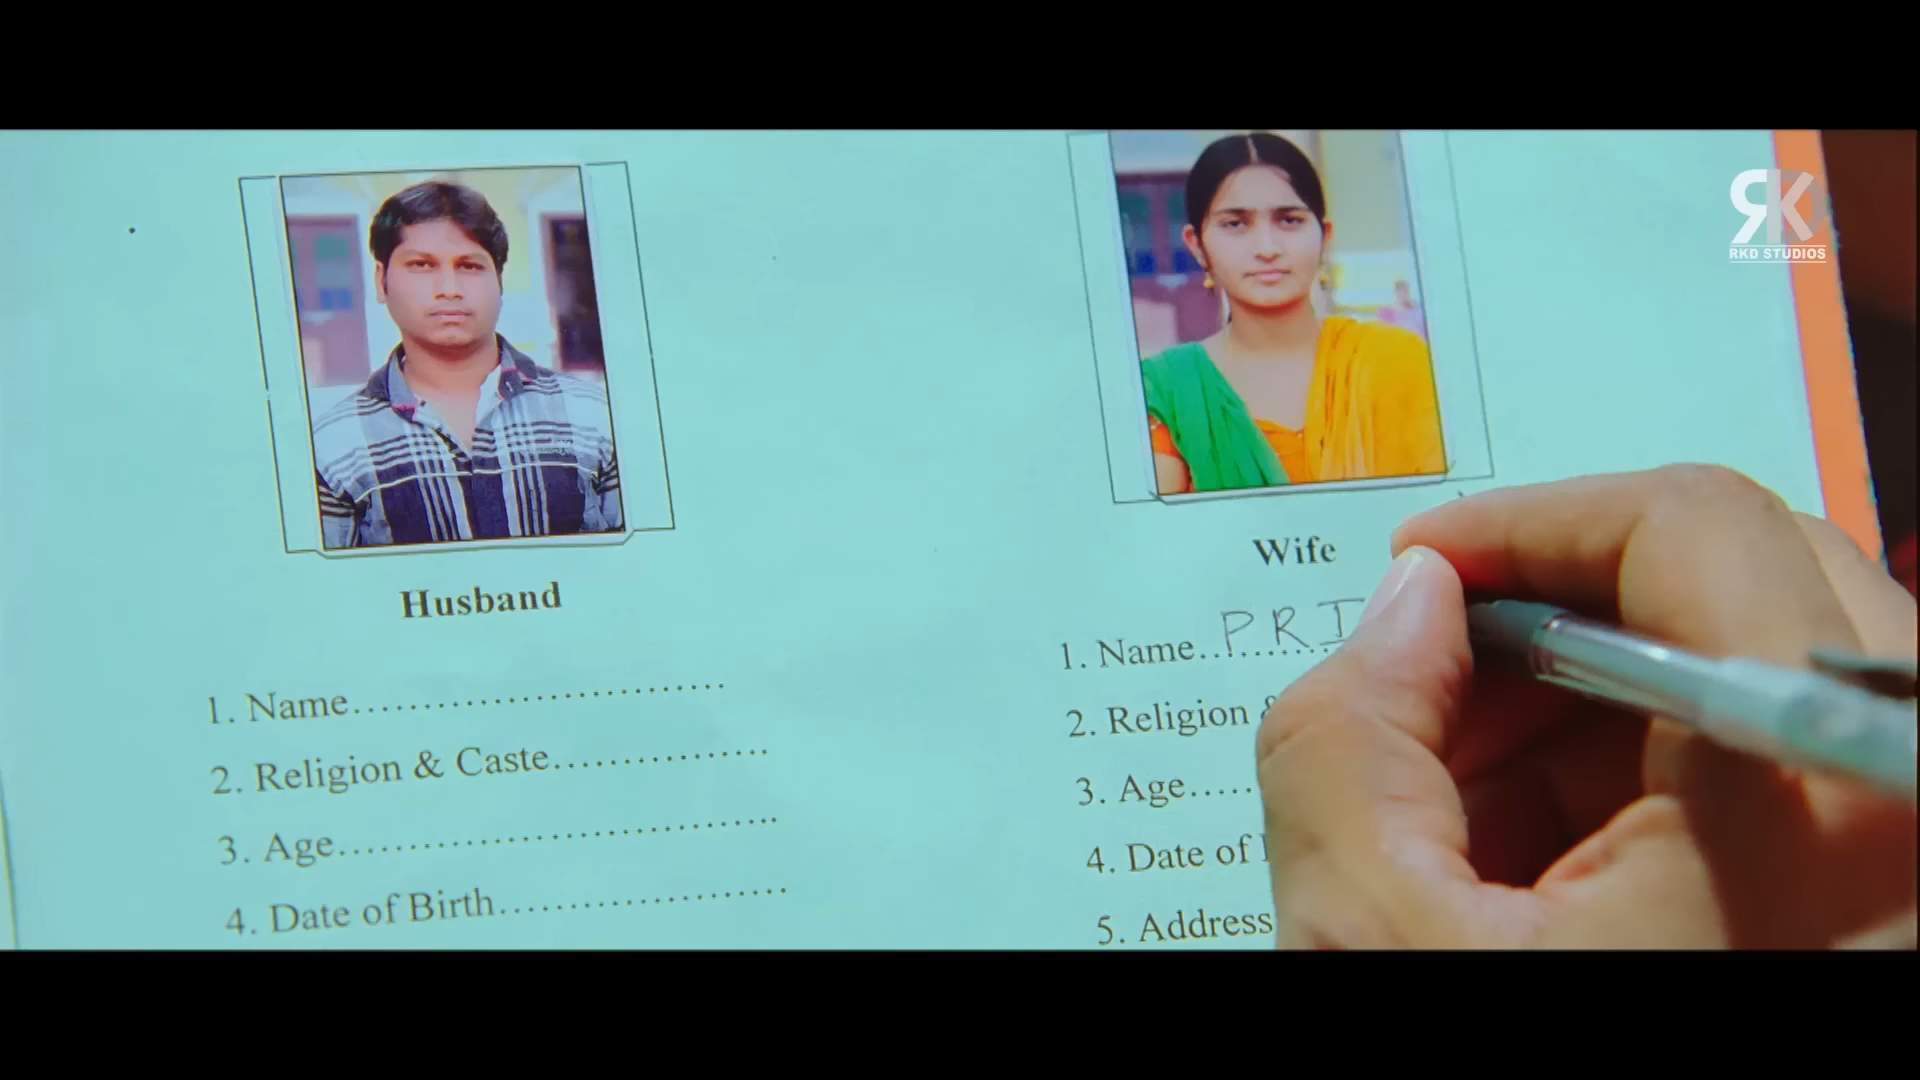 RK
RKD STUDIOS
Husband
1. Name...........................
2. Religion & Caste................
3. Age.............................
4. Date of Birth.....................
Wife
1. Name..PRI
2. Religion
3. Age.....
4. Date of
5. Address